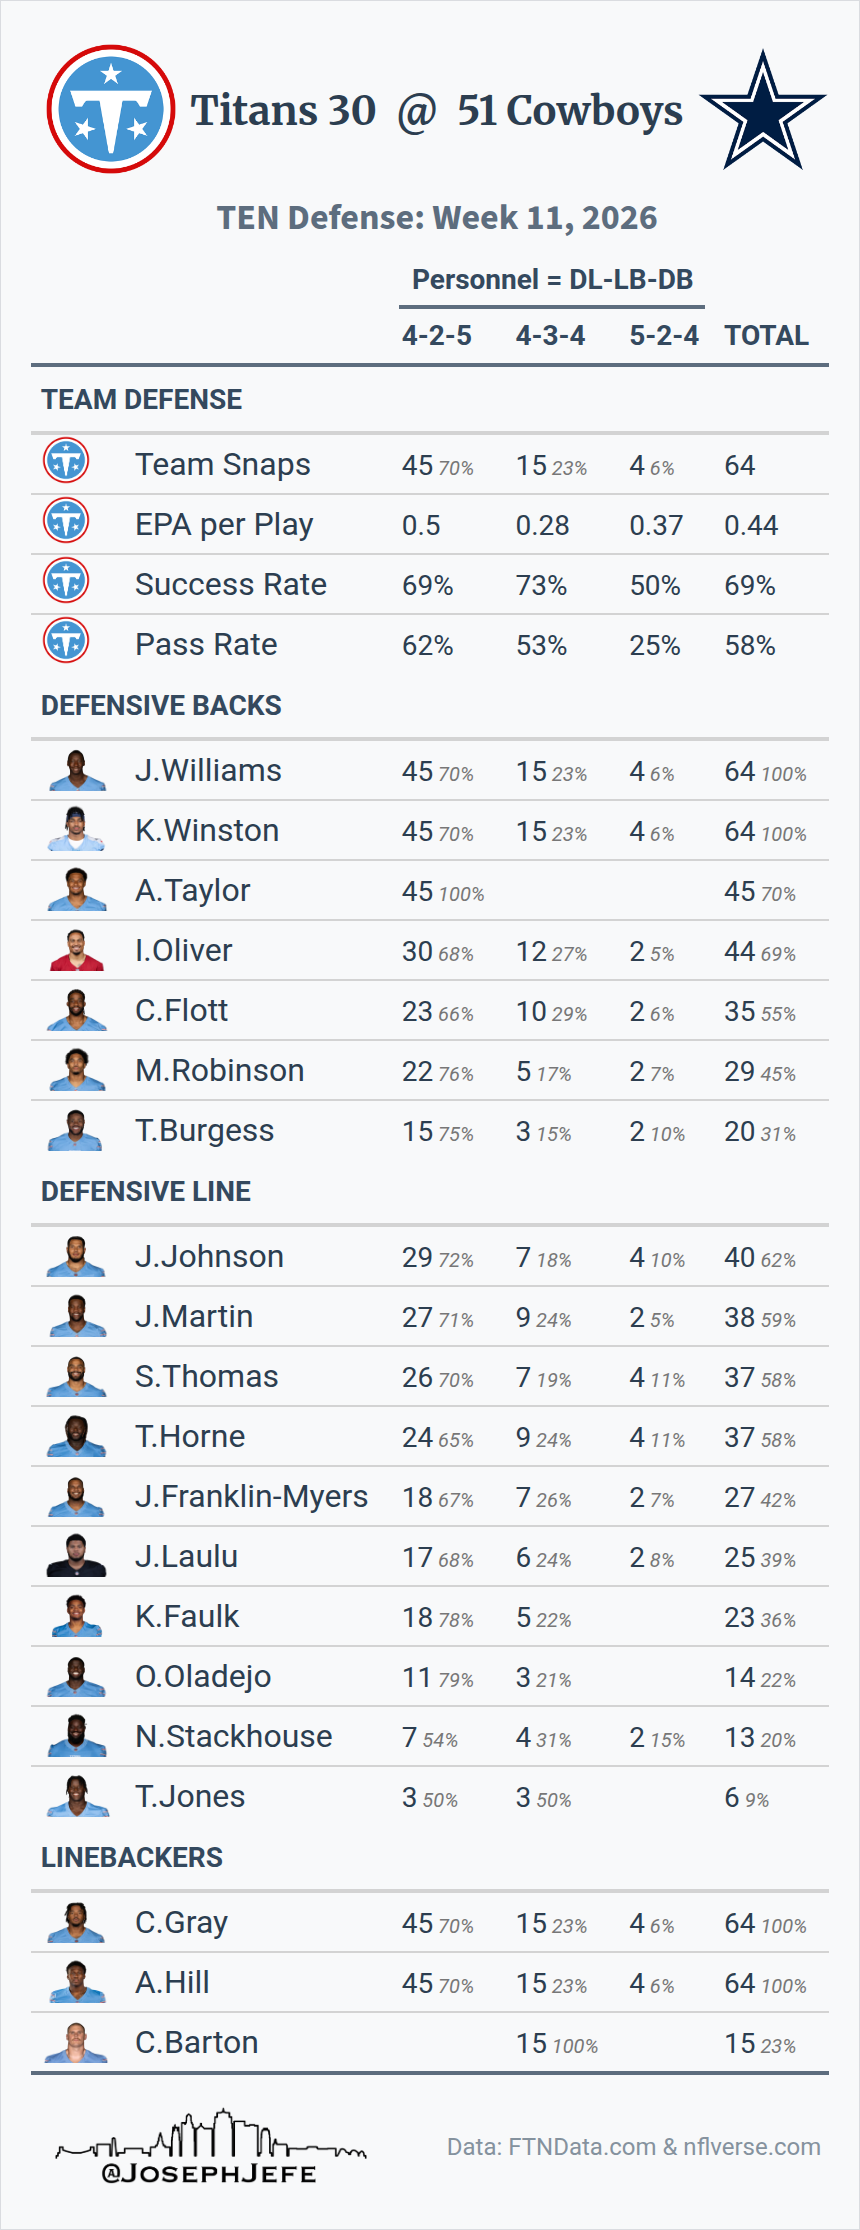 Titans 30 @ 51 Cowboys
TEN Defense: Week 11, 2026
Personnel = DL-LB-DB
4-2-5 4-3-4 5-2-4 TOTAL
TEAM DEFENSE
Team Snaps 45 70% 15 23% 4 6% 64
EPA per Play 0.5 0.28 0.37 0.44
Success Rate 69% 73% 50% 69%
Pass Rate 62% 53% 25% 58%
DEFENSIVE BACKS
J.Williams 45 70% 15 23% 4 6% 64 100%
K.Winston 45 70% 15 23% 4 6% 64 100%
A.Taylor 45 100% 45 70%
I.Oliver 30 68% 12 27% 2 5% 44 69%
C.Flott 23 66% 10 29% 2 6% 35 55%
M.Robinson 22 76% 5 17% 2 7% 29 45%
T.Burgess 15 75% 3 15% 2 10% 20 31%
DEFENSIVE LINE
J.Johnson 29 72% 7 18% 4 10% 40 62%
J.Martin 27 71% 9 24% 2 5% 38 59%
S.Thomas 26 70% 7 19% 4 11% 37 58%
T.Horne 24 65% 9 24% 4 11% 37 58%
J.Franklin-Myers 18 67% 7 26% 2 7% 27 42%
J.Laulu 17 68% 6 24% 2 8% 25 39%
K.Faulk 18 78% 5 22% 23 36%
O.Oladejo 11 79% 3 21% 14 22%
N.Stackhouse 7 54% 4 31% 2 15% 13 20%
T.Jones 3 50% 3 50% 6 9%
LINEBACKERS
C.Gray 45 70% 15 23% 4 6% 64 100%
A.Hill 45 70% 15 23% 4 6% 64 100%
C.Barton 15 100% 15 23%
@JOSEPHJEFE
Data: FTNData.com & nflverse.com